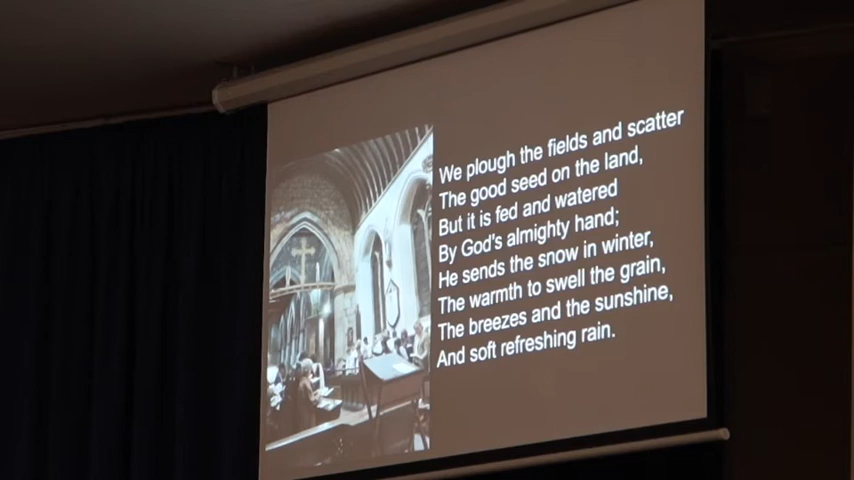 We plough the fields and scatter
The good seed on the land,
But it is fed and watered
By God's almighty hand;
He sends the snow in winter,
The warmth to swell the grain,
The breezes and the sunshine,
And soft refreshing rain.